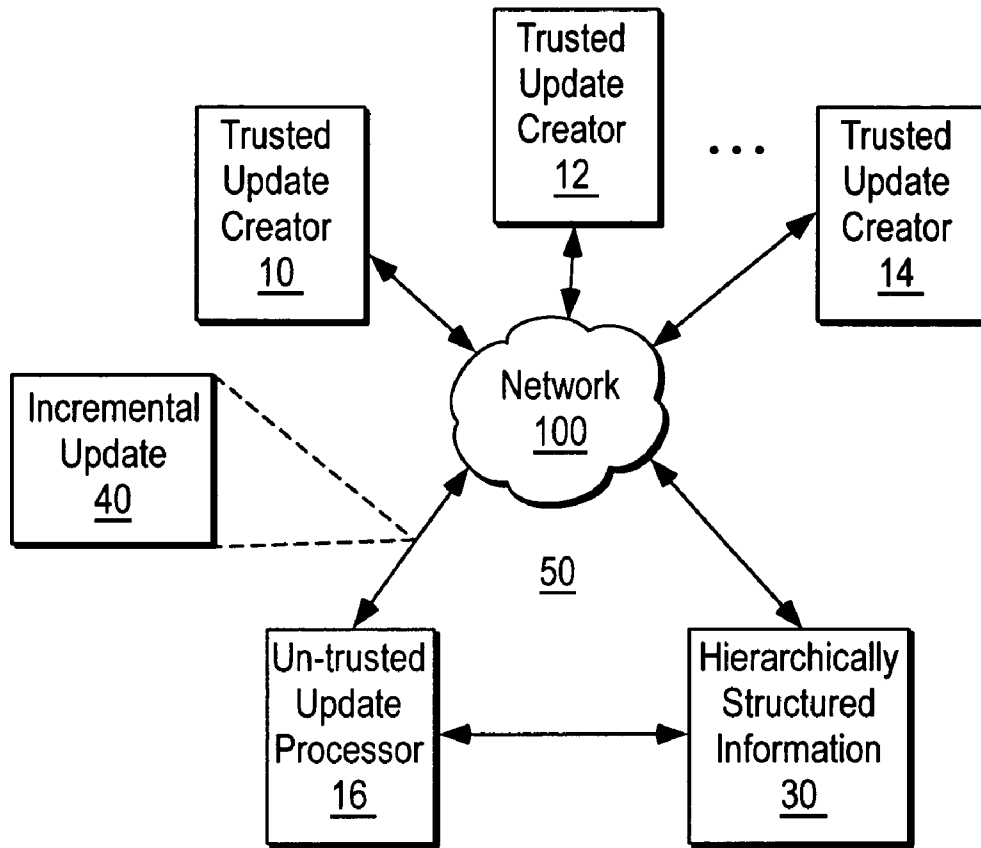 Trusted
Update
Creator
10
Trusted
Update
Creator
12
...
Trusted
Update
Creator
14
Network
100
Incremental
Update
40
50
Un-trusted
Update
Processor
16
Hierarchically
Structured
Information
30